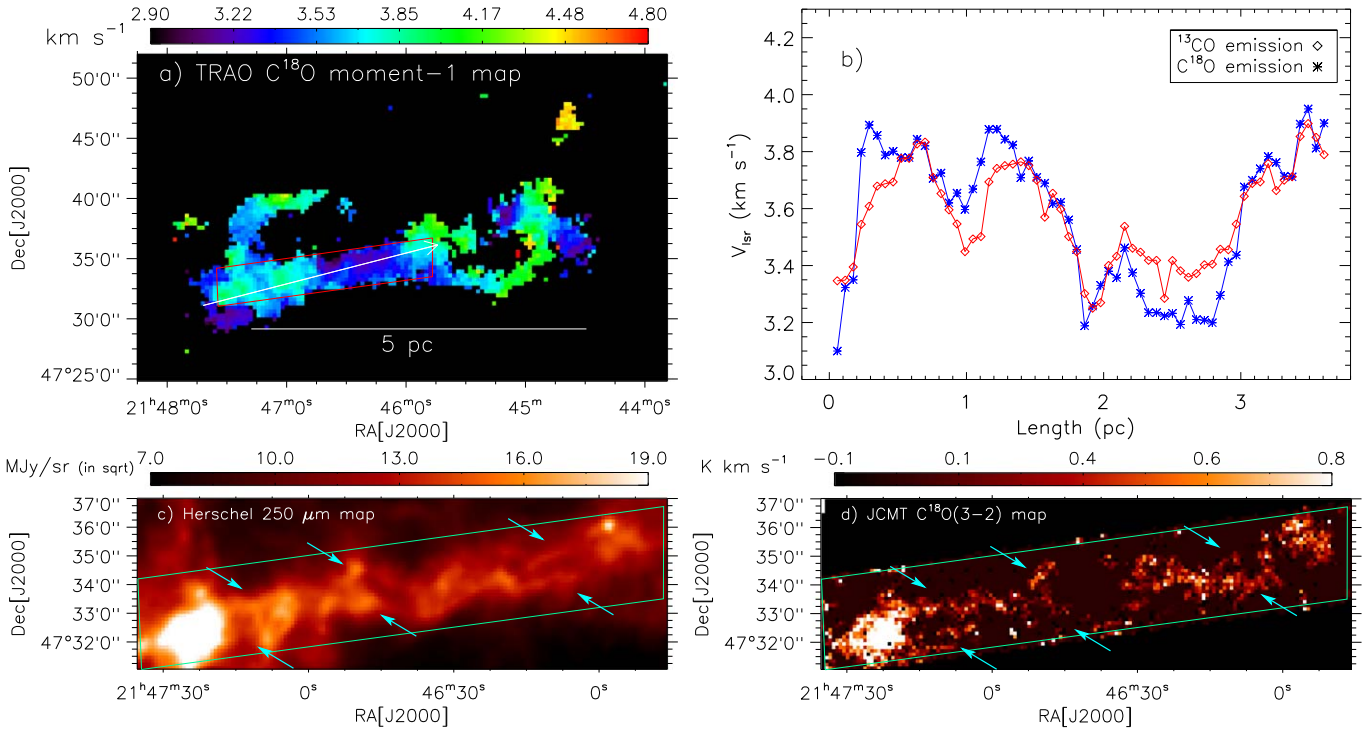 2.90 3.22 3.53 3.85 4.17 4.48 4.80
km s⁻¹
a) TRAO C¹⁸O moment−1 map
50'0''
45'0''
40'0''
35'0''
30'0''
47°25'0''
Dec[J2000]
5 pc
21ʰ48ᵐ0ˢ 47ᵐ0ˢ 46ᵐ0ˢ 45ᵐ 44ᵐ0ˢ
RA[J2000]
b)
¹³CO emission
C¹⁸O emission
4.2
4.0
3.8
3.6
3.4
3.2
3.0
V_lsr (km s⁻¹)
0 1 2 3
Length (pc)
MJy/sr (in sqrt)
7.0 10.0 13.0 16.0 19.0
c) Herschel 250 μm map
37'0''
36'0''
35'0''
34'0''
33'0''
47°32'0''
Dec[J2000]
21ʰ47ᵐ30ˢ 0ˢ 46ᵐ30ˢ 0ˢ
RA[J2000]
K km s⁻¹
−0.1 0.1 0.4 0.6 0.8
d) JCMT C¹⁸O(3−2) map
37'0''
36'0''
35'0''
34'0''
33'0''
47°32'0''
Dec[J2000]
21ʰ47ᵐ30ˢ 0ˢ 46ᵐ30ˢ 0ˢ
RA[J2000]